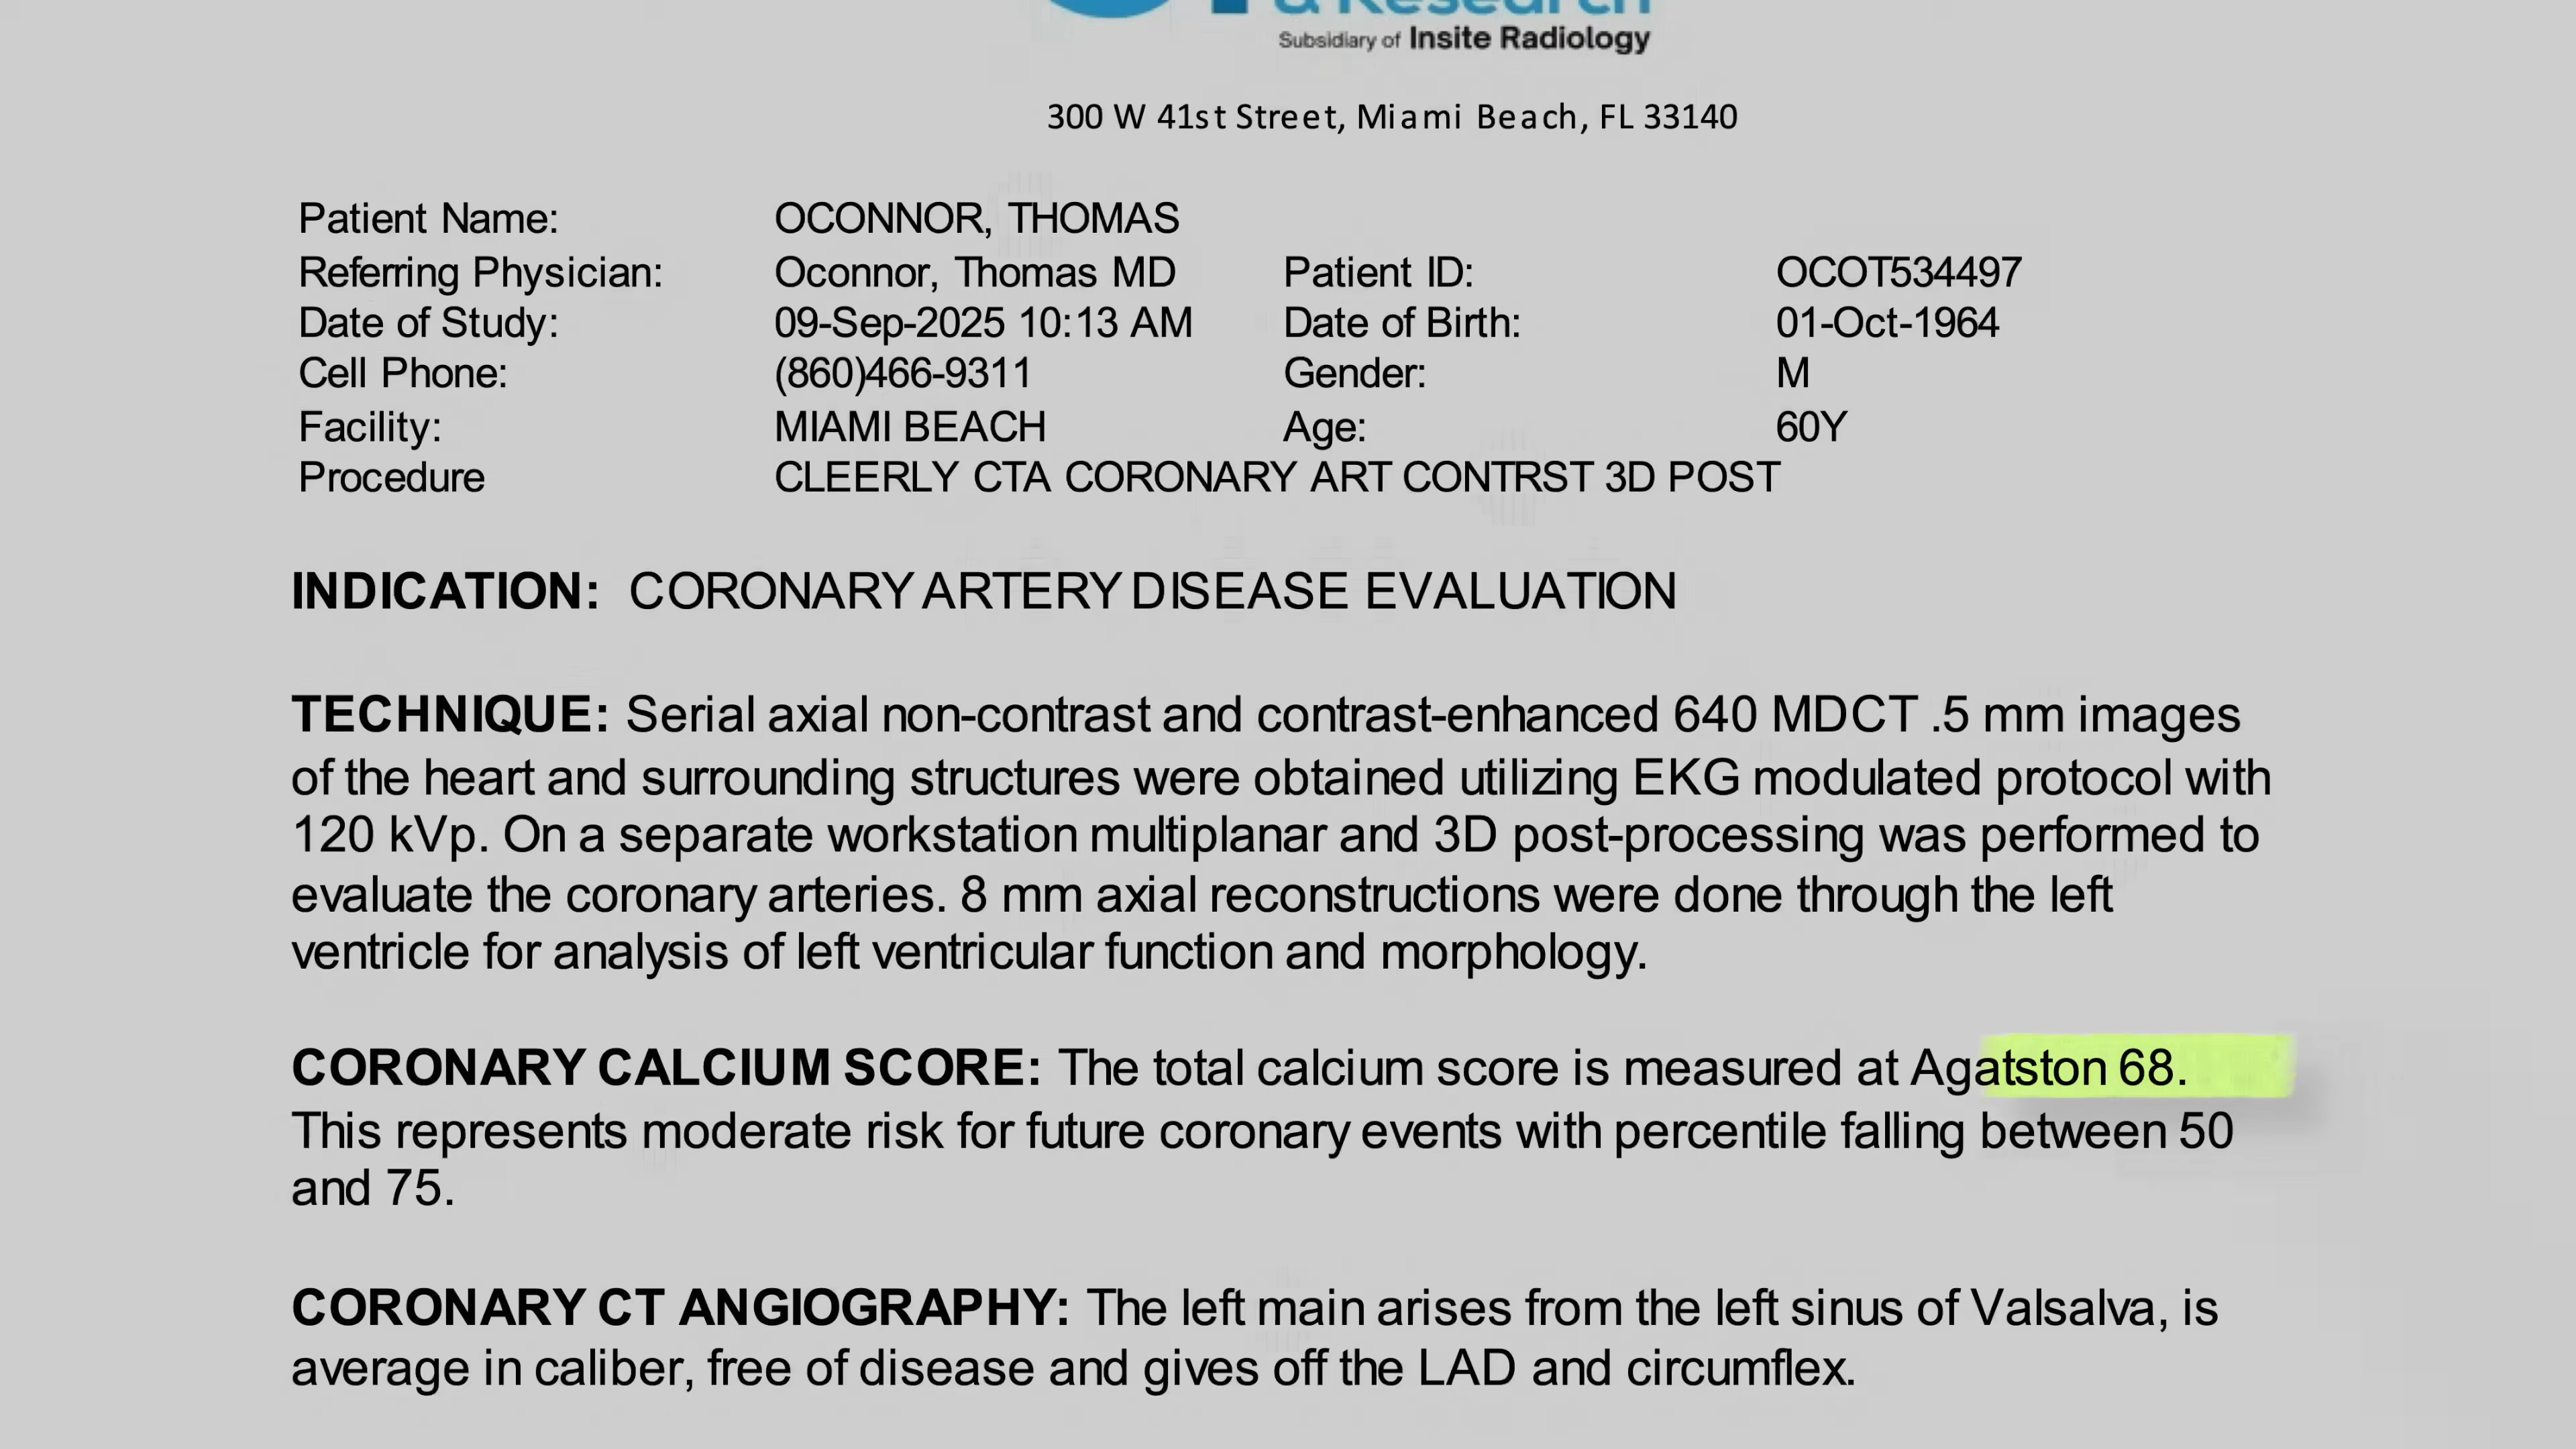 & Research
Subsidiary of Insite Radiology
300 W 41st Street, Miami Beach, FL 33140
Patient Name: OCONNOR, THOMAS
Referring Physician: Oconnor, Thomas MD Patient ID: OCOT534497
Date of Study: 09-Sep-2025 10:13 AM Date of Birth: 01-Oct-1964
Cell Phone: (860)466-9311 Gender: M
Facility: MIAMI BEACH Age: 60Y
Procedure CLEERLY CTA CORONARY ART CONTRST 3D POST
INDICATION: CORONARY ARTERY DISEASE EVALUATION
TECHNIQUE: Serial axial non-contrast and contrast-enhanced 640 MDCT .5 mm images
of the heart and surrounding structures were obtained utilizing EKG modulated protocol with
120 kVp. On a separate workstation multiplanar and 3D post-processing was performed to
evaluate the coronary arteries. 8 mm axial reconstructions were done through the left
ventricle for analysis of left ventricular function and morphology.
CORONARY CALCIUM SCORE: The total calcium score is measured at Agatston 68.
This represents moderate risk for future coronary events with percentile falling between 50
and 75.
CORONARY CT ANGIOGRAPHY: The left main arises from the left sinus of Valsalva, is
average in caliber, free of disease and gives off the LAD and circumflex.